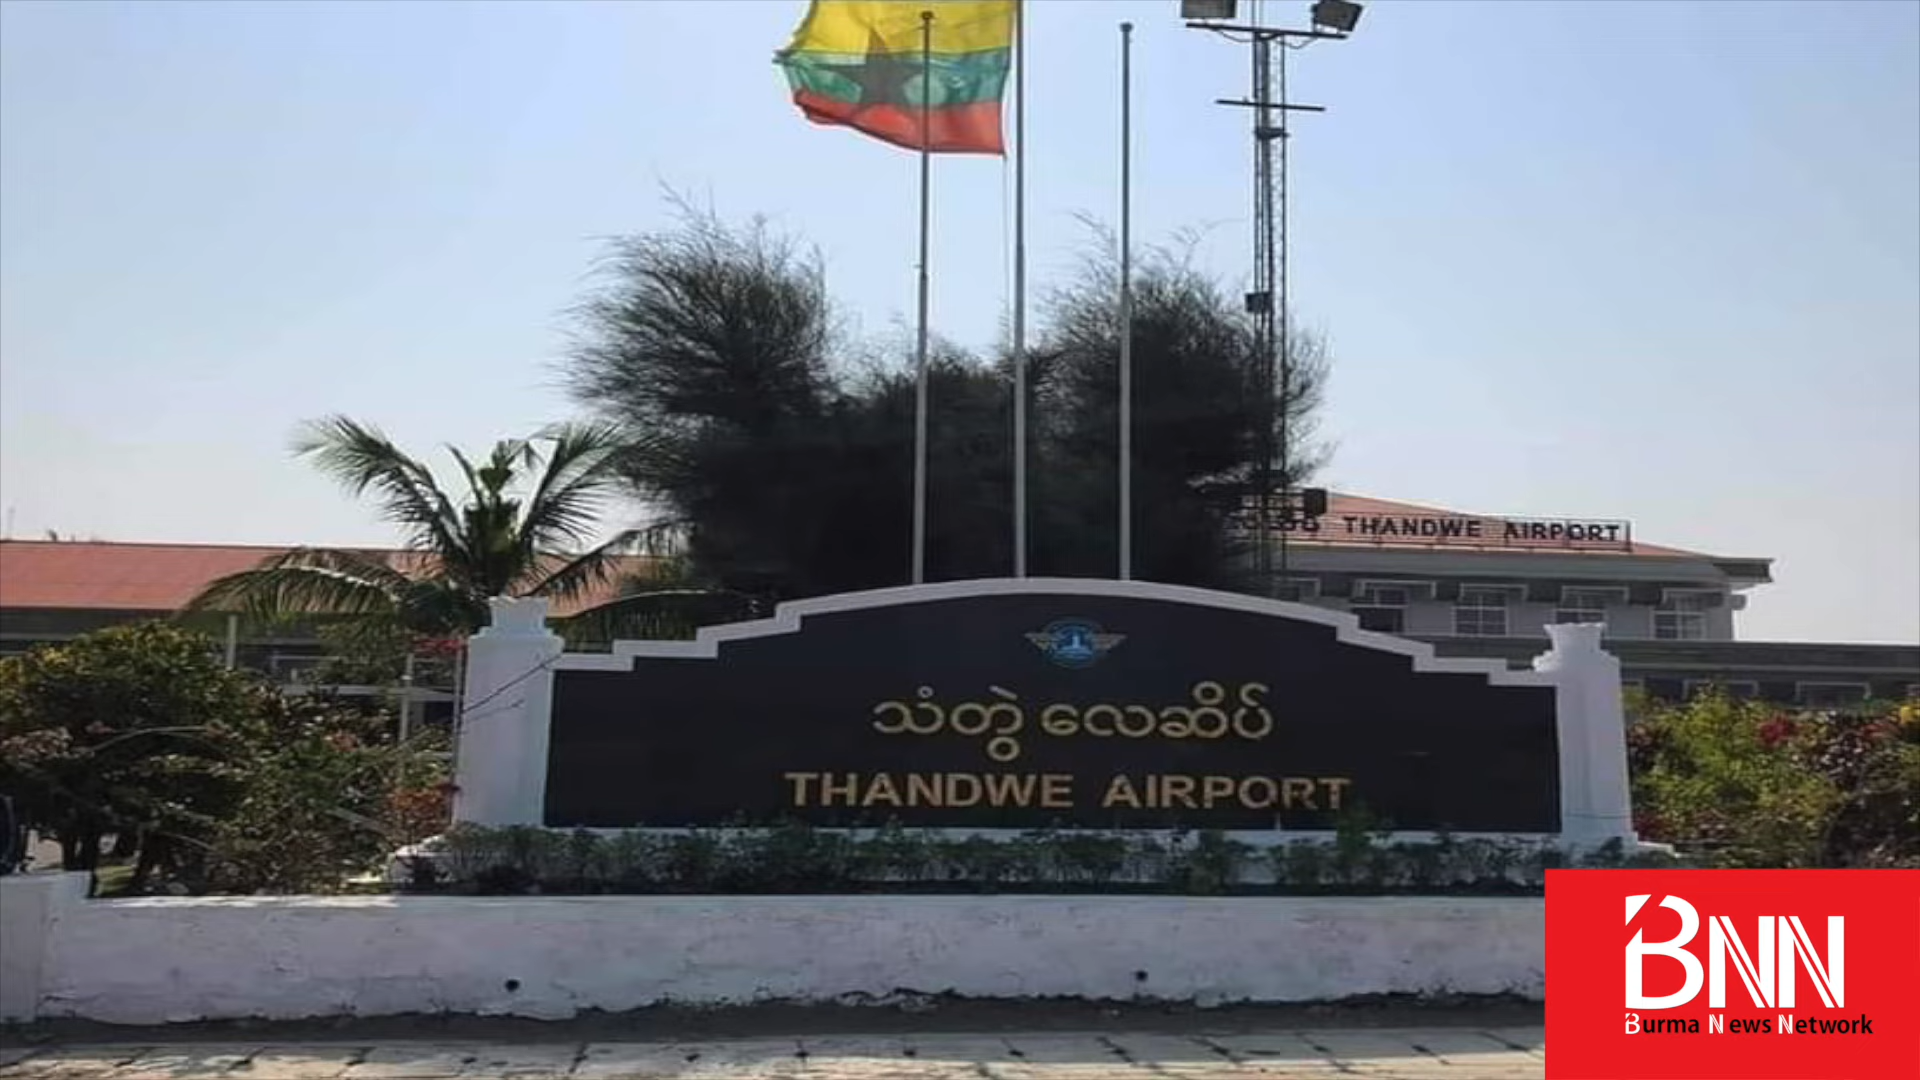 THANDWE AIRPORT
သံတွဲ လေဆိပ်
THANDWE AIRPORT
BNN
Burma News Network